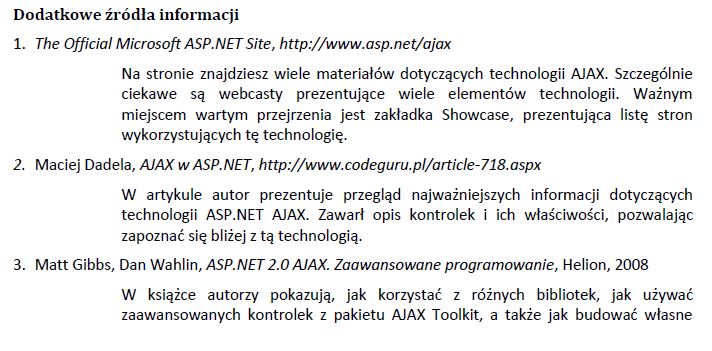 Dodatkowe źródła informacji
1. The Official Microsoft ASP.NET Site, http://www.asp.net/ajax
Na stronie znajdziesz wiele materiałów dotyczących technologii AJAX. Szczególnie
ciekawe są webcasty prezentujące wiele elementów technologii. Ważnym
miejscem wartym przejrzenia jest zakładka Showcase, prezentująca listę stron
wykorzystujących tę technologię.
2. Maciej Dadela, AJAX w ASP.NET, http://www.codeguru.pl/article-718.aspx
W artykule autor prezentuje przegląd najważniejszych informacji dotyczących
technologii ASP.NET AJAX. Zawarł opis kontrolek i ich właściwości, pozwalając
zapoznać się bliżej z tą technologią.
3. Matt Gibbs, Dan Wahlin, ASP.NET 2.0 AJAX. Zaawansowane programowanie, Helion, 2008
W książce autorzy pokazują, jak korzystać z różnych bibliotek, jak używać
zaawansowanych kontrolek z pakietu AJAX Toolkit, a także jak budować własne